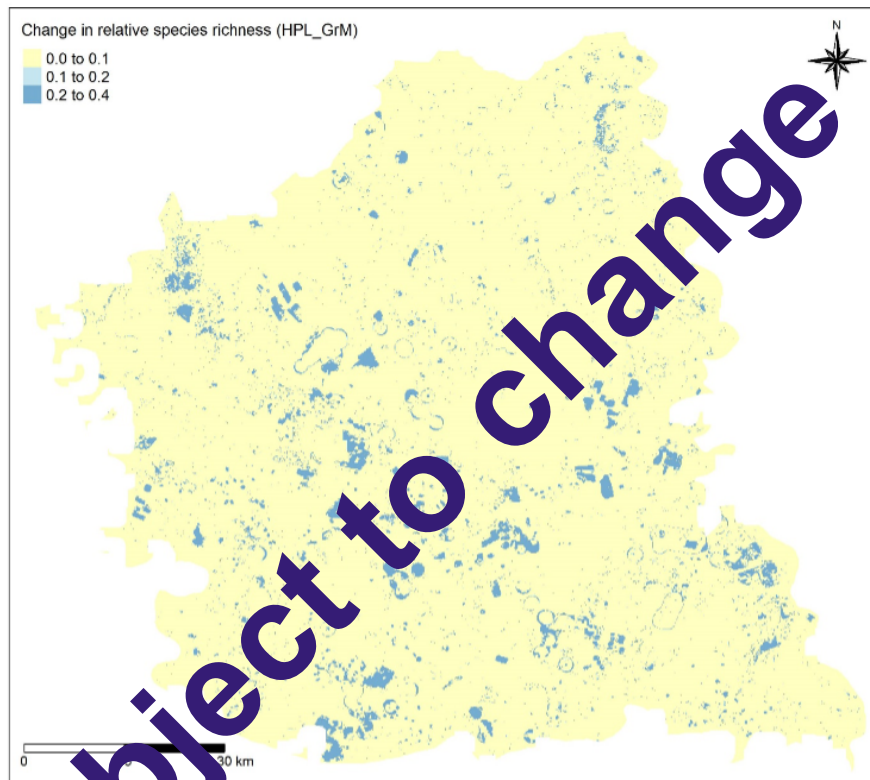 Change in relative species richness (HPL_GrM)
0.0 to 0.1
0.1 to 0.2
0.2 to 0.4
N
bject to change
0
30 km